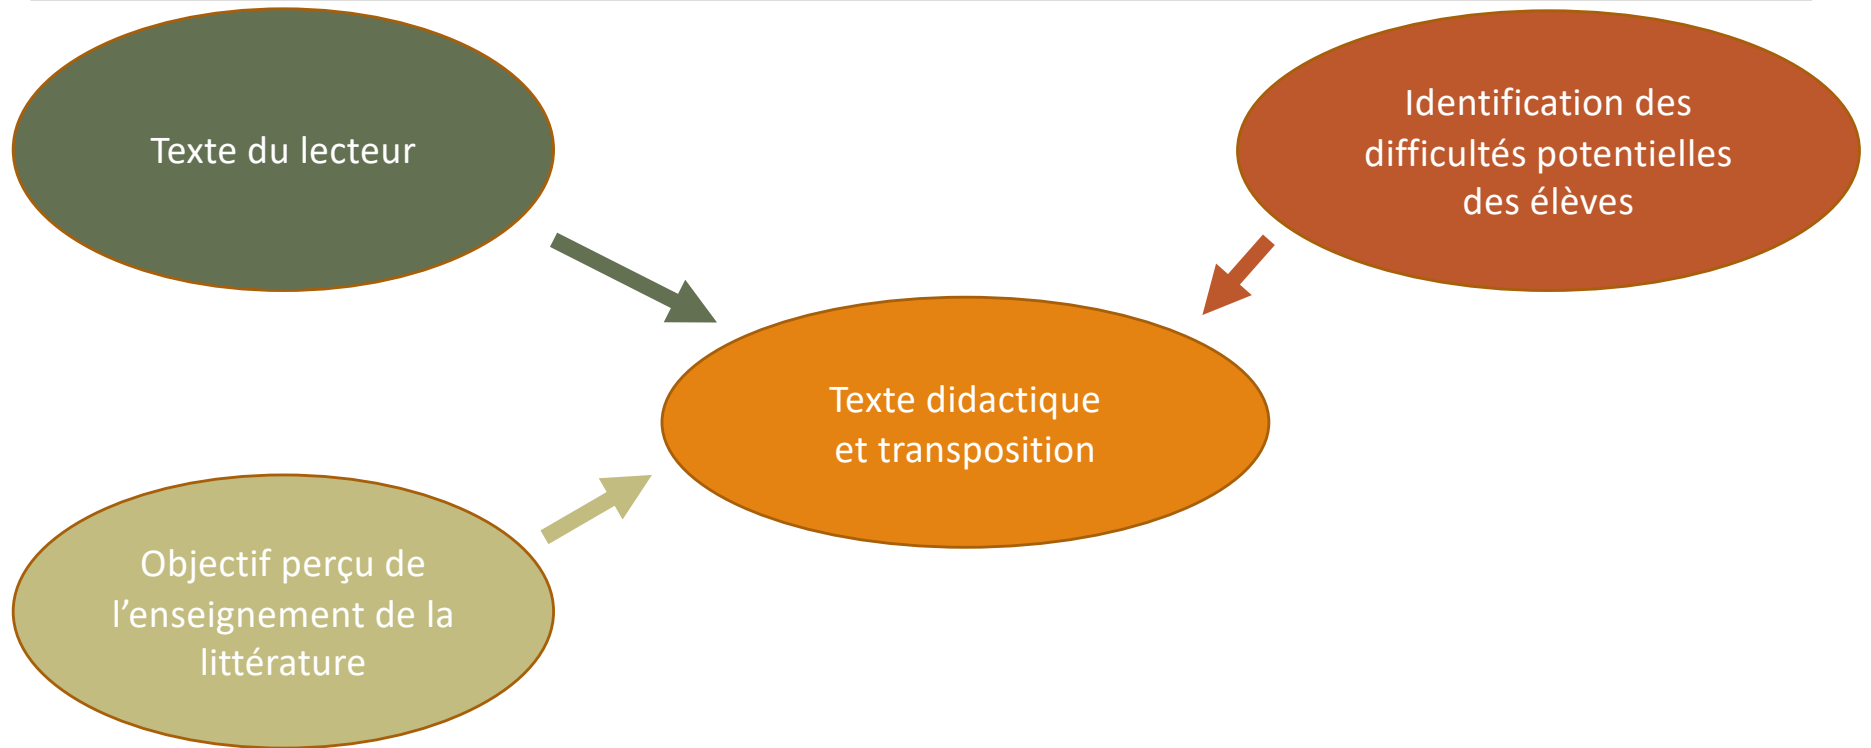 Texte du lecteur
Identification des
difficultés potentielles
des élèves
Texte didactique
et transposition
Objectif perçu de
l’enseignement de la
littérature